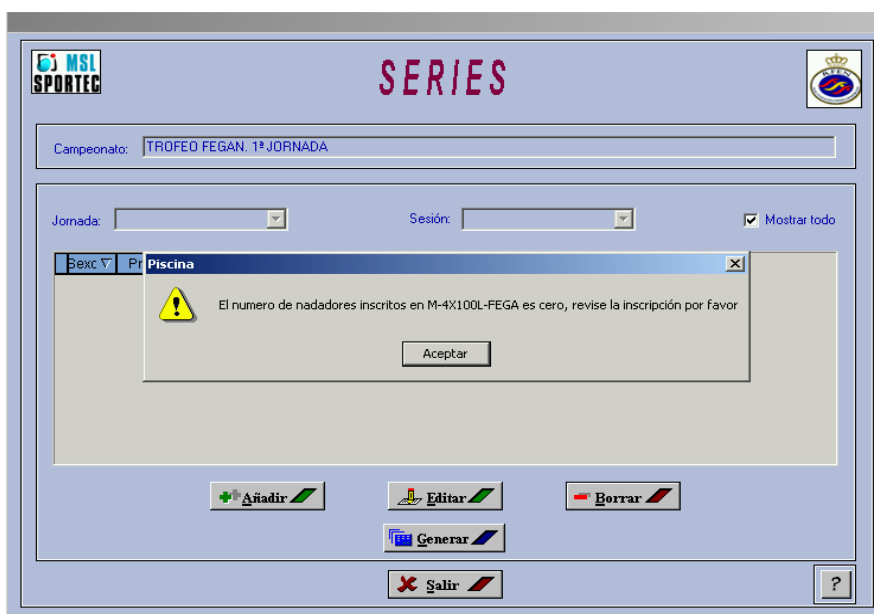 MSL
SPORTEC
SERIES
RFEN
Campeonato: TROFEO FEGAN. 1ª JORNADA
Jornada:
Sesión:
Mostrar todo
Sexc
Pr
Piscina
El numero de nadadores inscritos en M-4X100L-FEGA es cero, revise la inscripción por favor
Aceptar
Añadir
Editar
Borrar
Generar
Salir
?